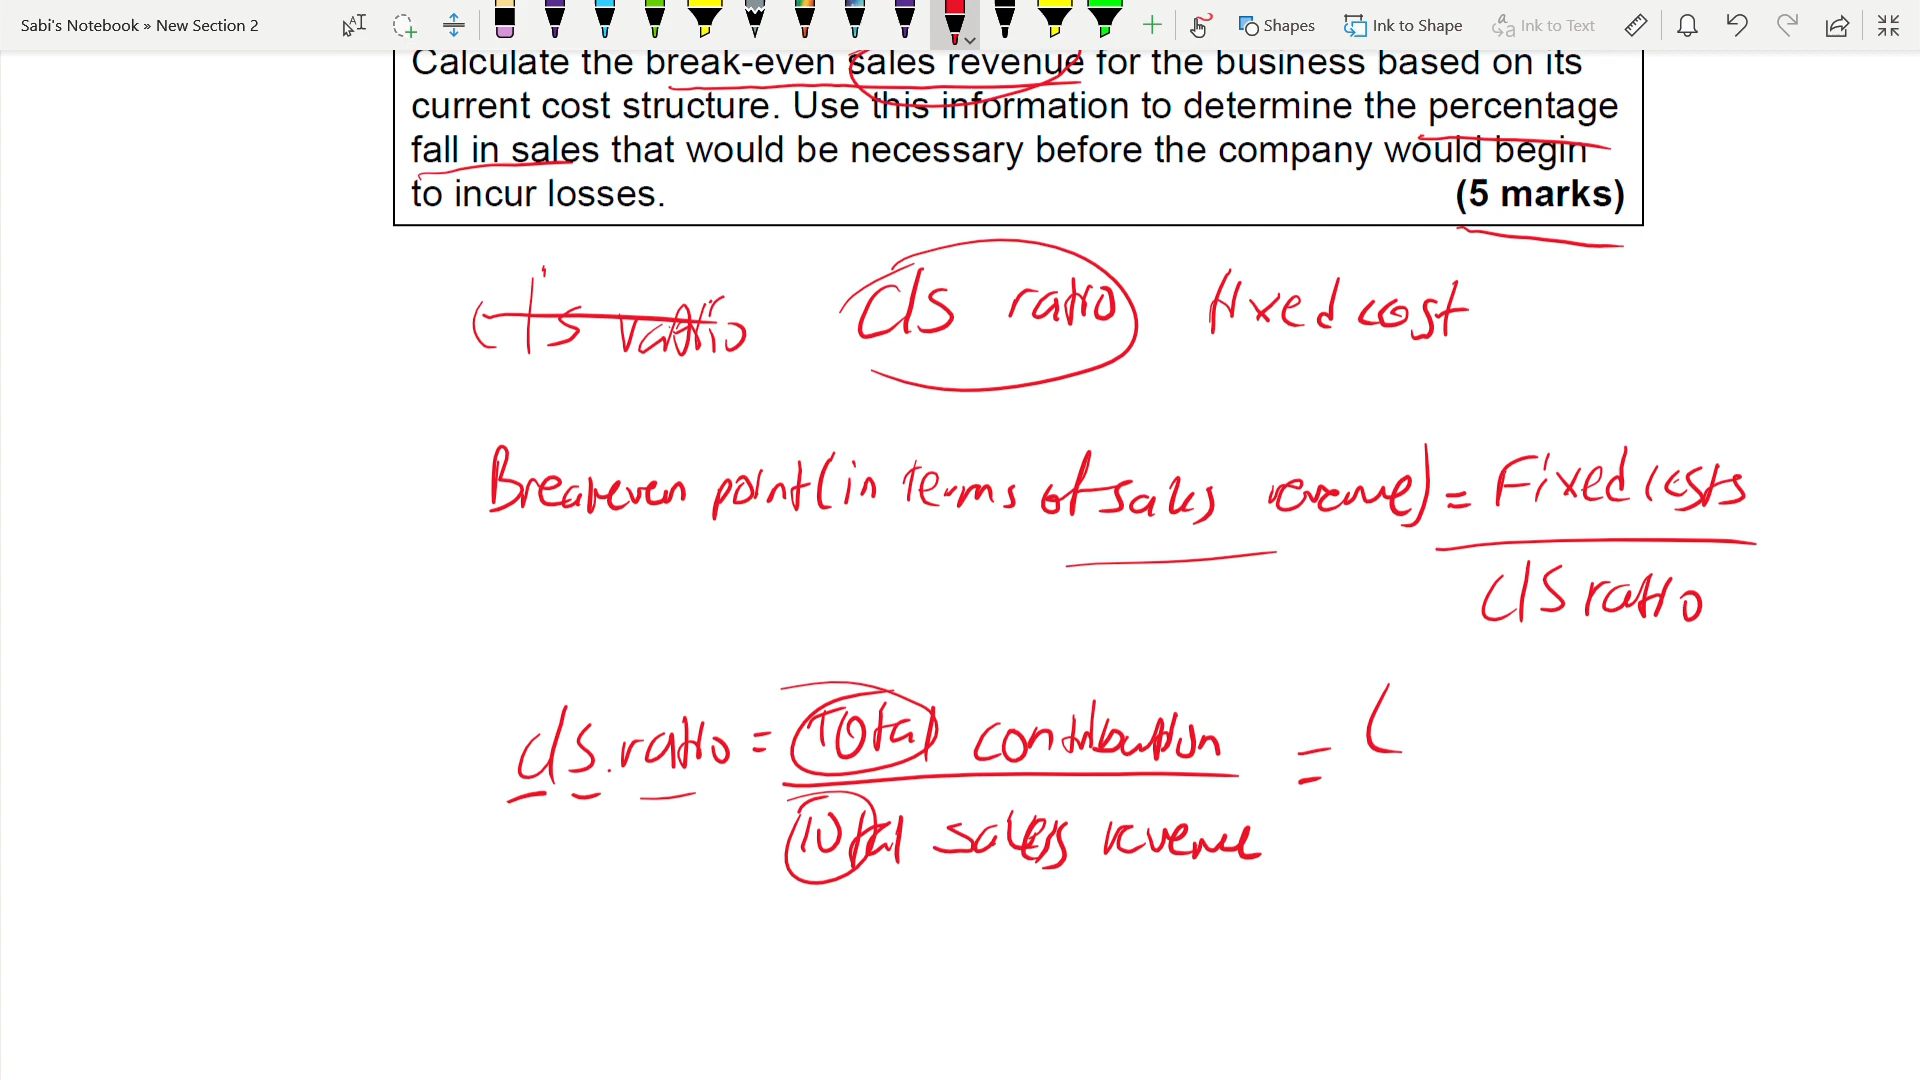 Sabi's Notebook » New Section 2
Shapes Ink to Shape Ink to Text
Calculate the break-even sales revenue for the business based on its
current cost structure. Use this information to determine the percentage
fall in sales that would be necessary before the company would begin
to incur losses. (5 marks)
C/S ratio C/S ratio fixed cost
Breakeven point (in terms of sales revenue) = Fixed costs
C/S ratio
C/S ratio = Total contribution = (
Total sales revenue